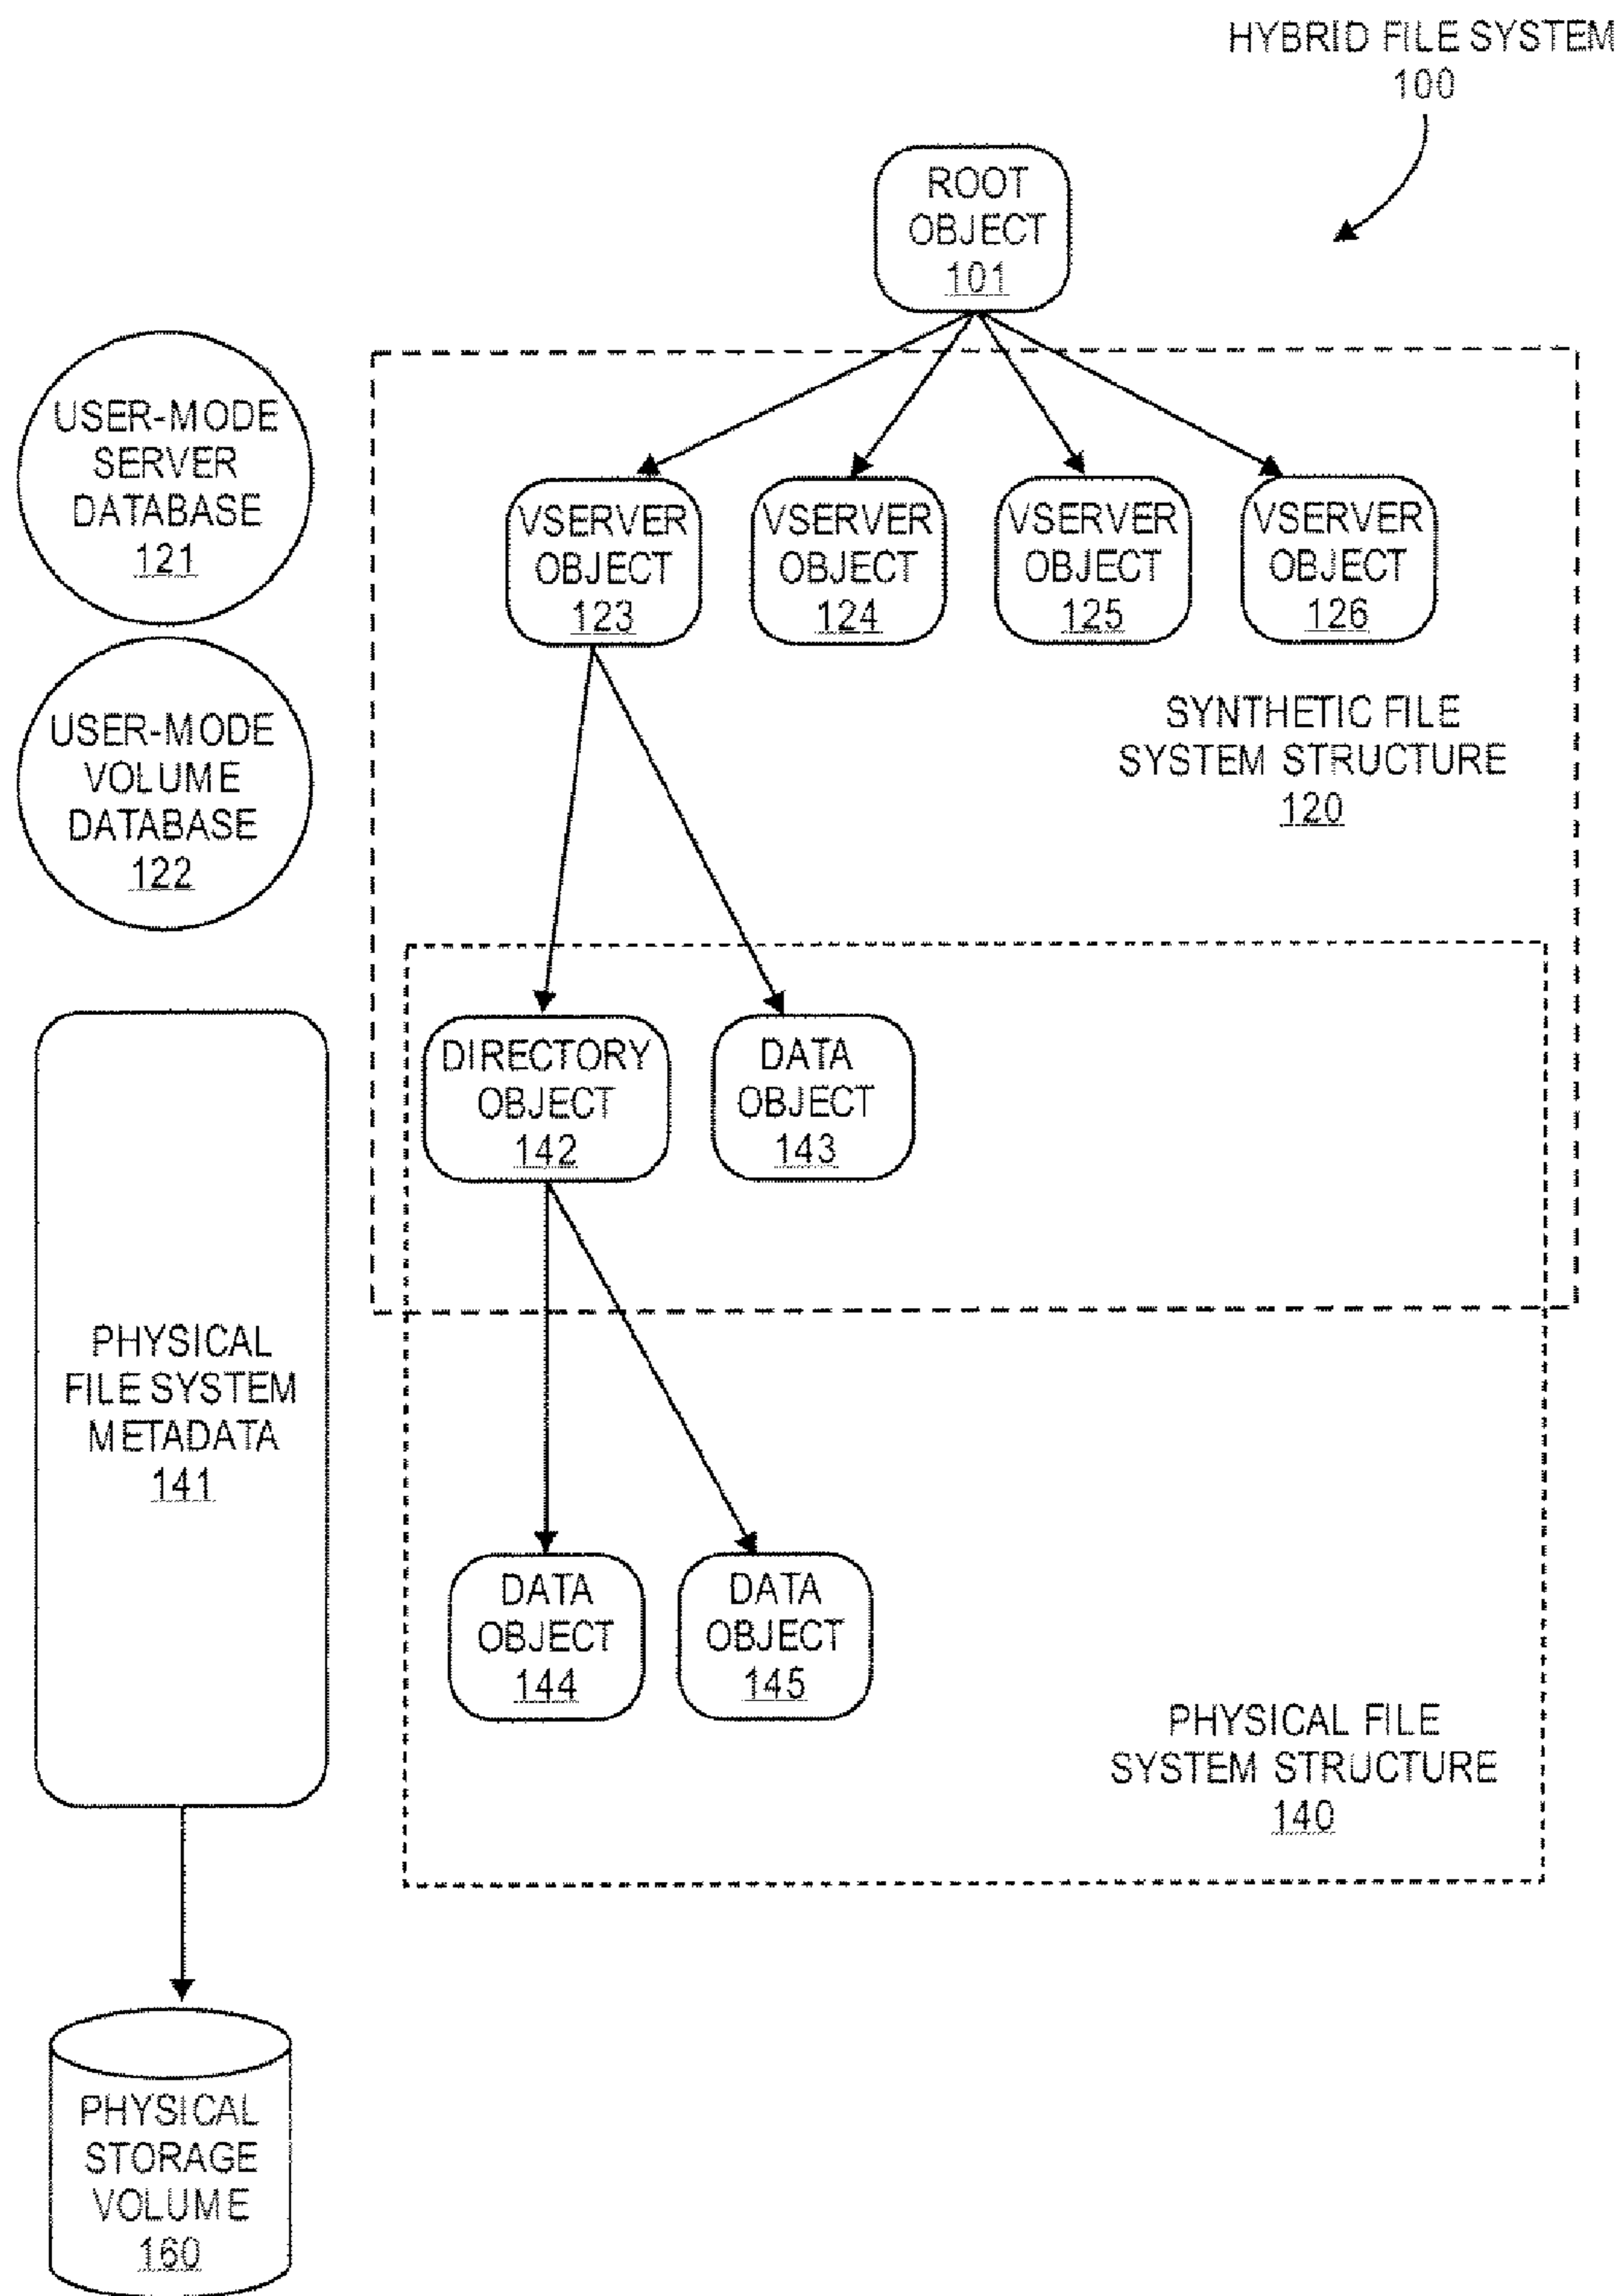 HYBRID FILE SYSTEM
100
ROOT
OBJECT
101
USER-MODE
SERVER
DATABASE
121
VSERVER
OBJECT
123
VSERVER
OBJECT
124
VSERVER
OBJECT
125
VSERVER
OBJECT
126
USER-MODE
VOLUME
DATABASE
122
SYNTHETIC FILE
SYSTEM STRUCTURE
120
DIRECTORY
OBJECT
142
DATA
OBJECT
143
PHYSICAL
FILE SYSTEM
METADATA
141
DATA
OBJECT
144
DATA
OBJECT
145
PHYSICAL FILE
SYSTEM STRUCTURE
140
PHYSICAL
STORAGE
VOLUME
160